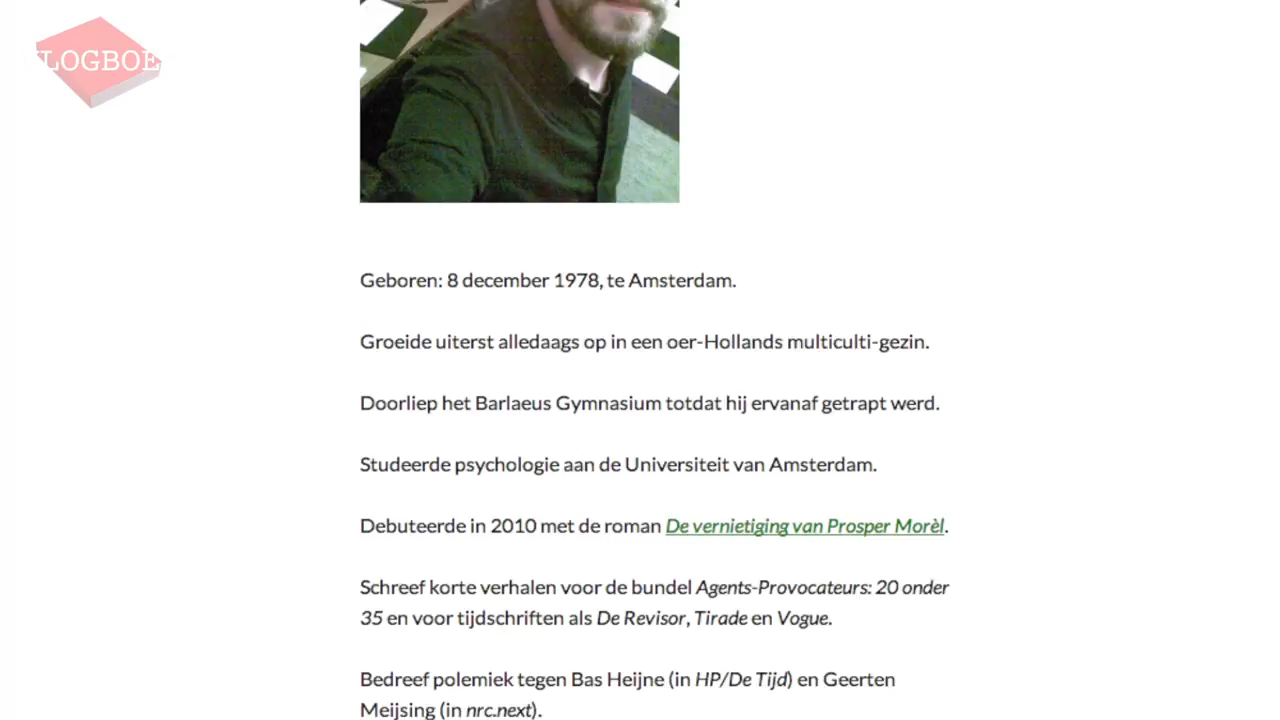 LOGBOE
Geboren: 8 december 1978, te Amsterdam.
Groeide uiterst alledaags op in een oer-Hollands multiculti-gezin.
Doorliep het Barlaeus Gymnasium totdat hij ervanaf getrapt werd.
Studeerde psychologie aan de Universiteit van Amsterdam.
Debuteerde in 2010 met de roman De vernietiging van Prosper Morèl.
Schreef korte verhalen voor de bundel Agents-Provocateurs: 20 onder
35 en voor tijdschriften als De Revisor, Tirade en Vogue.
Bedreef polemiek tegen Bas Heijne (in HP/De Tijd) en Geerten
Meijsing (in nrc.next).